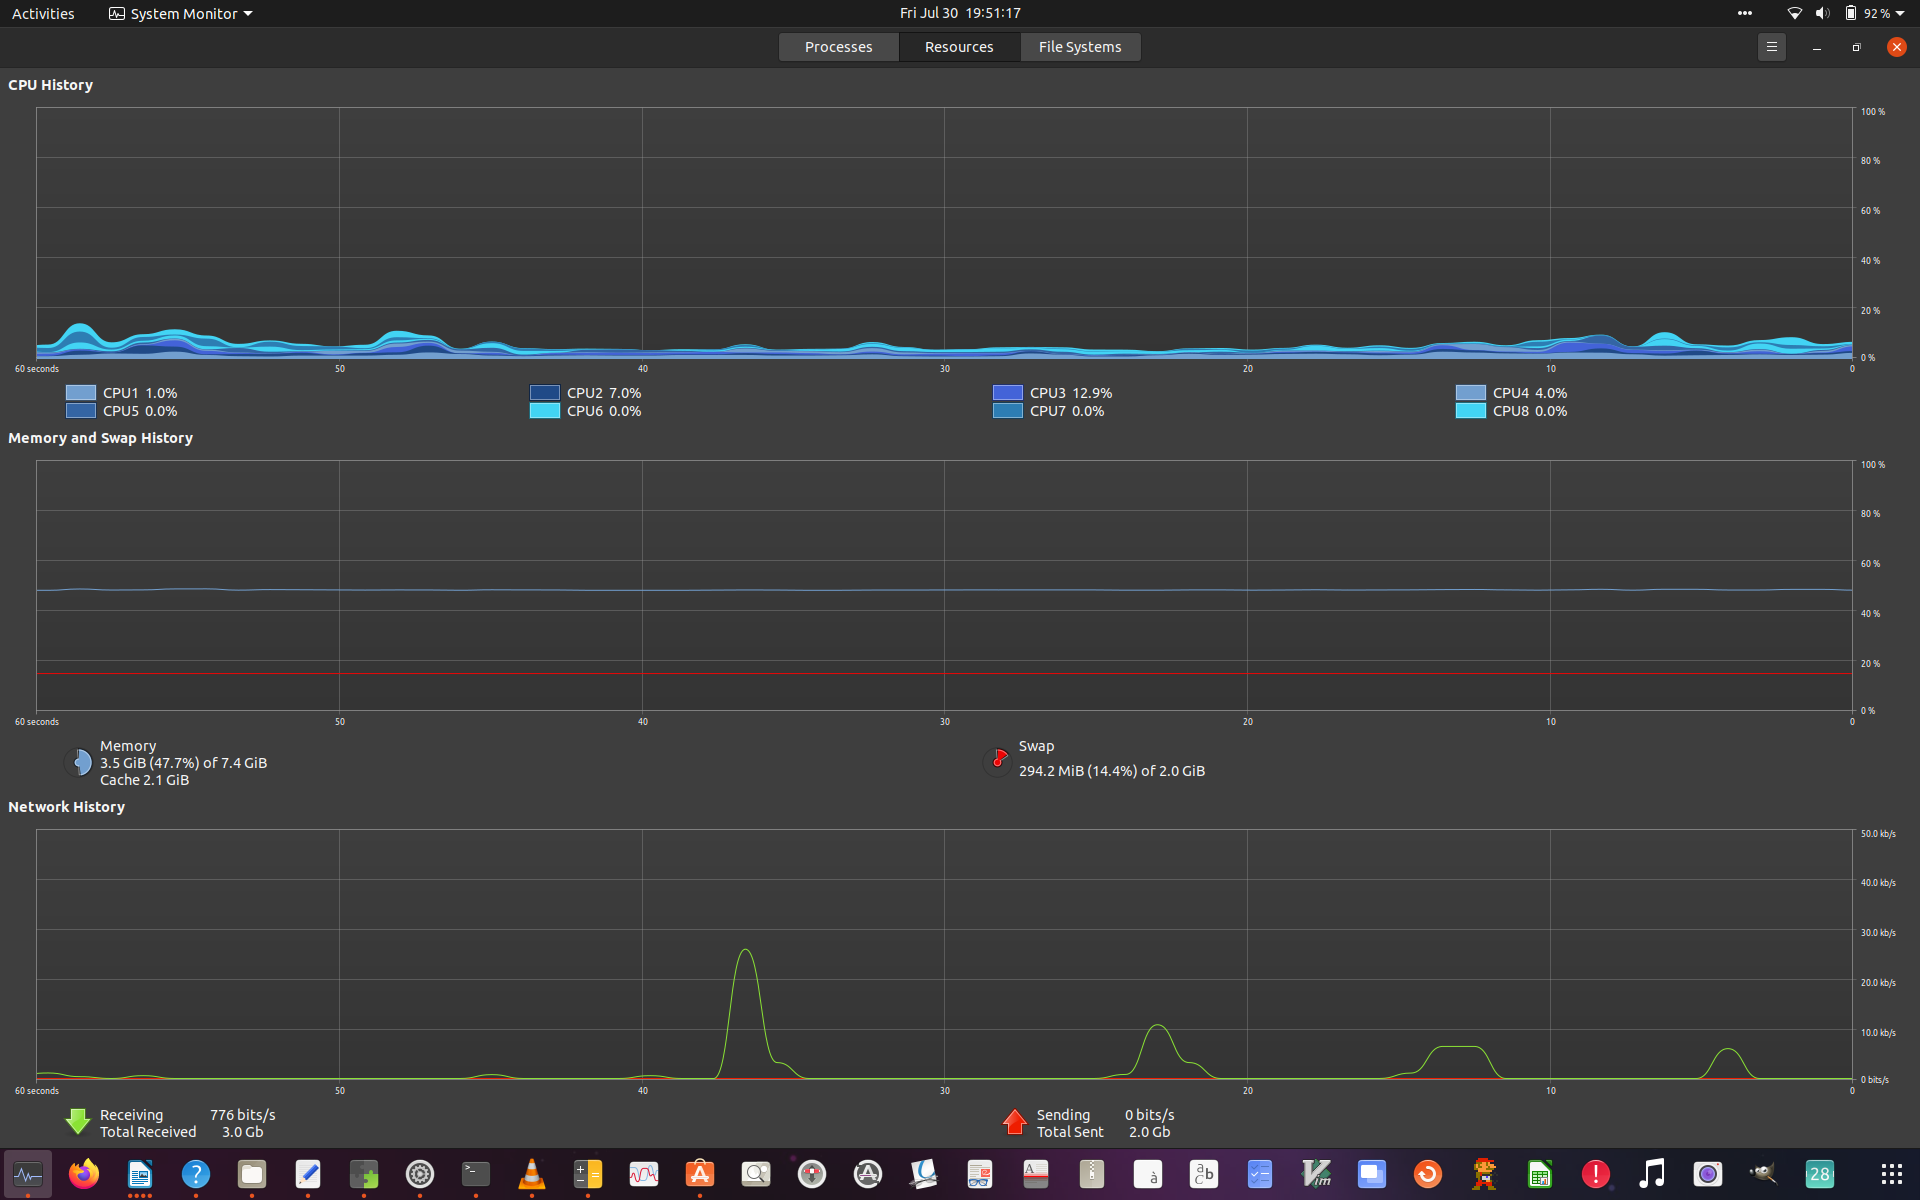 Activities System Monitor Fri Jul 30 19:51:17 92 %
Processes Resources File Systems
CPU History
100 %
80 %
60 %
40 %
20 %
0 %
60 seconds 50 40 30 20 10 0
CPU1 1.0% CPU2 7.0% CPU3 12.9% CPU4 4.0%
CPU5 0.0% CPU6 0.0% CPU7 0.0% CPU8 0.0%
Memory and Swap History
100 %
80 %
60 %
40 %
20 %
0 %
60 seconds 50 40 30 20 10 0
Memory
3.5 GiB (47.7%) of 7.4 GiB
Cache 2.1 GiB
Swap
294.2 MiB (14.4%) of 2.0 GiB
Network History
50.0 kb/s
40.0 kb/s
30.0 kb/s
20.0 kb/s
10.0 kb/s
0 bits/s
60 seconds 50 40 30 20 10 0
Receiving 776 bits/s
Total Received 3.0 Gb
Sending 0 bits/s
Total Sent 2.0 Gb
? >_ A A à a b c Vim ! 28